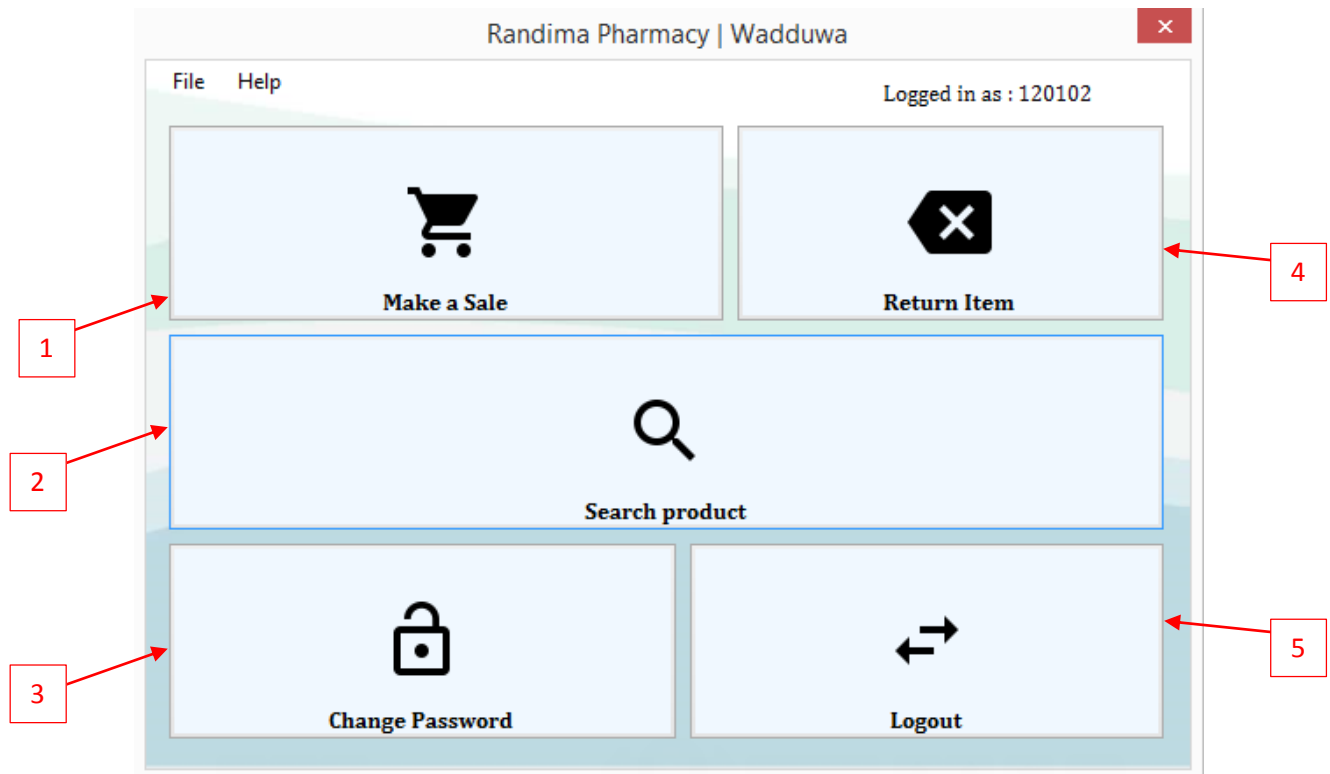 Randima Pharmacy | Wadduwa
File Help
Logged in as : 120102
Make a Sale
Return Item
1
4
Search product
2
Change Password
Logout
3
5